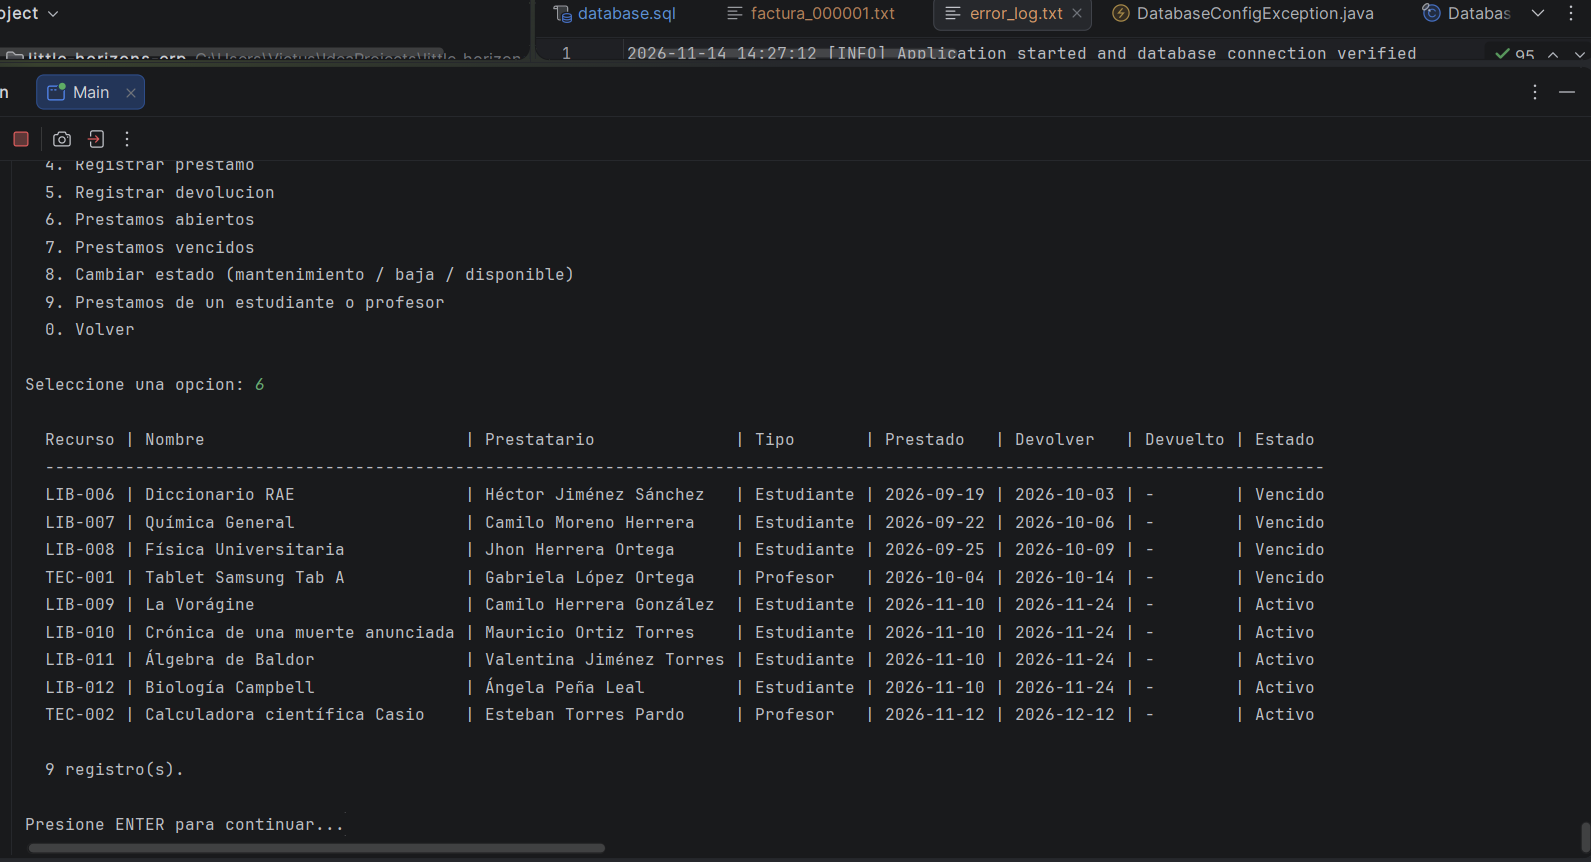 oject
database.sql factura_000001.txt error_log.txt DatabaseConfigException.java Databas
1 2026-11-14 14:27:12 [INFO] Application started and database connection verified 95
n Main
4. Registrar prestamo
5. Registrar devolucion
6. Prestamos abiertos
7. Prestamos vencidos
8. Cambiar estado (mantenimiento / baja / disponible)
9. Prestamos de un estudiante o profesor
0. Volver
Seleccione una opcion: 6
Recurso | Nombre | Prestatario | Tipo | Prestado | Devolver | Devuelto | Estado
--------------------------------------------------------------------------------------------------------------------------------
LIB-006 | Diccionario RAE | Héctor Jiménez Sánchez | Estudiante | 2026-09-19 | 2026-10-03 | - | Vencido
LIB-007 | Química General | Camilo Moreno Herrera | Estudiante | 2026-09-22 | 2026-10-06 | - | Vencido
LIB-008 | Física Universitaria | Jhon Herrera Ortega | Estudiante | 2026-09-25 | 2026-10-09 | - | Vencido
TEC-001 | Tablet Samsung Tab A | Gabriela López Ortega | Profesor | 2026-10-04 | 2026-10-14 | - | Vencido
LIB-009 | La Vorágine | Camilo Herrera González | Estudiante | 2026-11-10 | 2026-11-24 | - | Activo
LIB-010 | Crónica de una muerte anunciada | Mauricio Ortiz Torres | Estudiante | 2026-11-10 | 2026-11-24 | - | Activo
LIB-011 | Álgebra de Baldor | Valentina Jiménez Torres | Estudiante | 2026-11-10 | 2026-11-24 | - | Activo
LIB-012 | Biología Campbell | Ángela Peña Leal | Estudiante | 2026-11-10 | 2026-11-24 | - | Activo
TEC-002 | Calculadora científica Casio | Esteban Torres Pardo | Profesor | 2026-11-12 | 2026-12-12 | - | Activo
9 registro(s).
Presione ENTER para continuar...